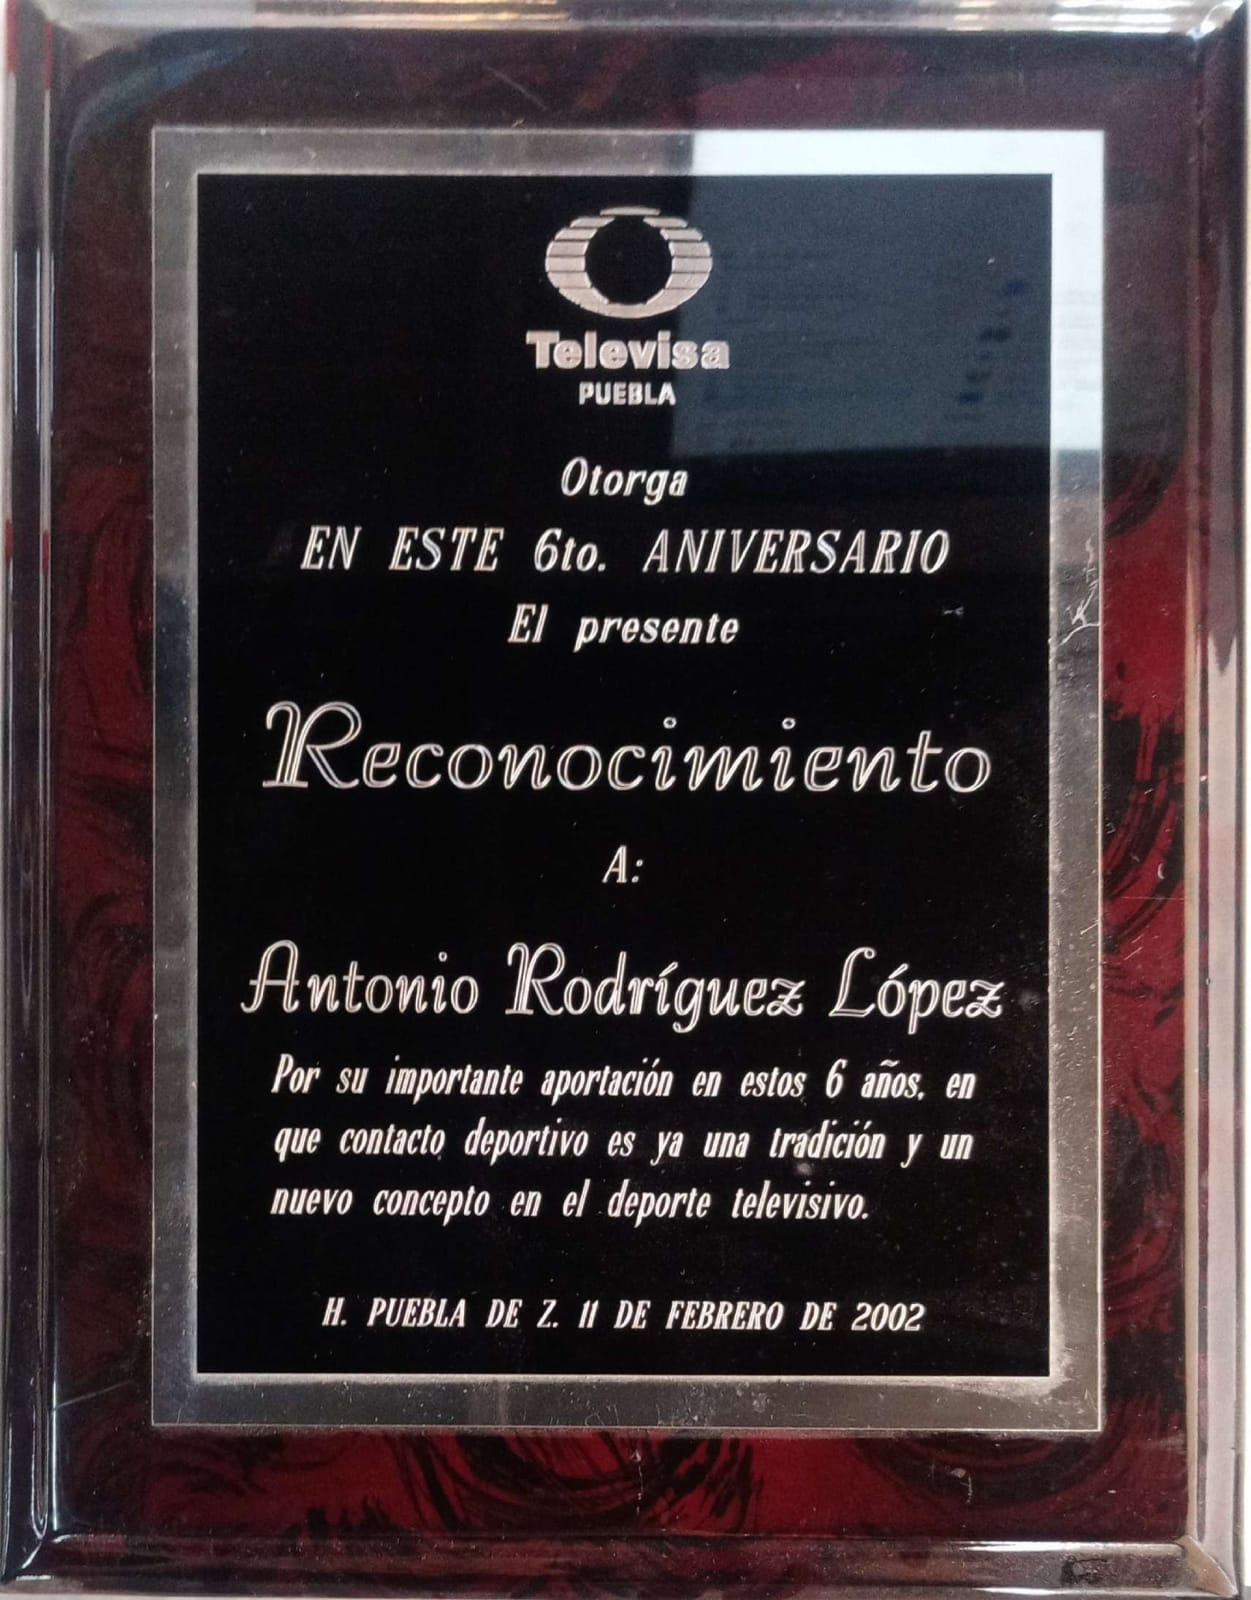 Televisa
PUEBLA
Otorga
EN ESTE 6to. ANIVERSARIO
El presente
Reconocimiento
A:
Antonio Rodríguez López
Por su importante aportación en estos 6 años, en
que contacto deportivo es ya una tradición y un
nuevo concepto en el deporte televisivo.
H. PUEBLA DE Z. 11 DE FEBRERO DE 2002